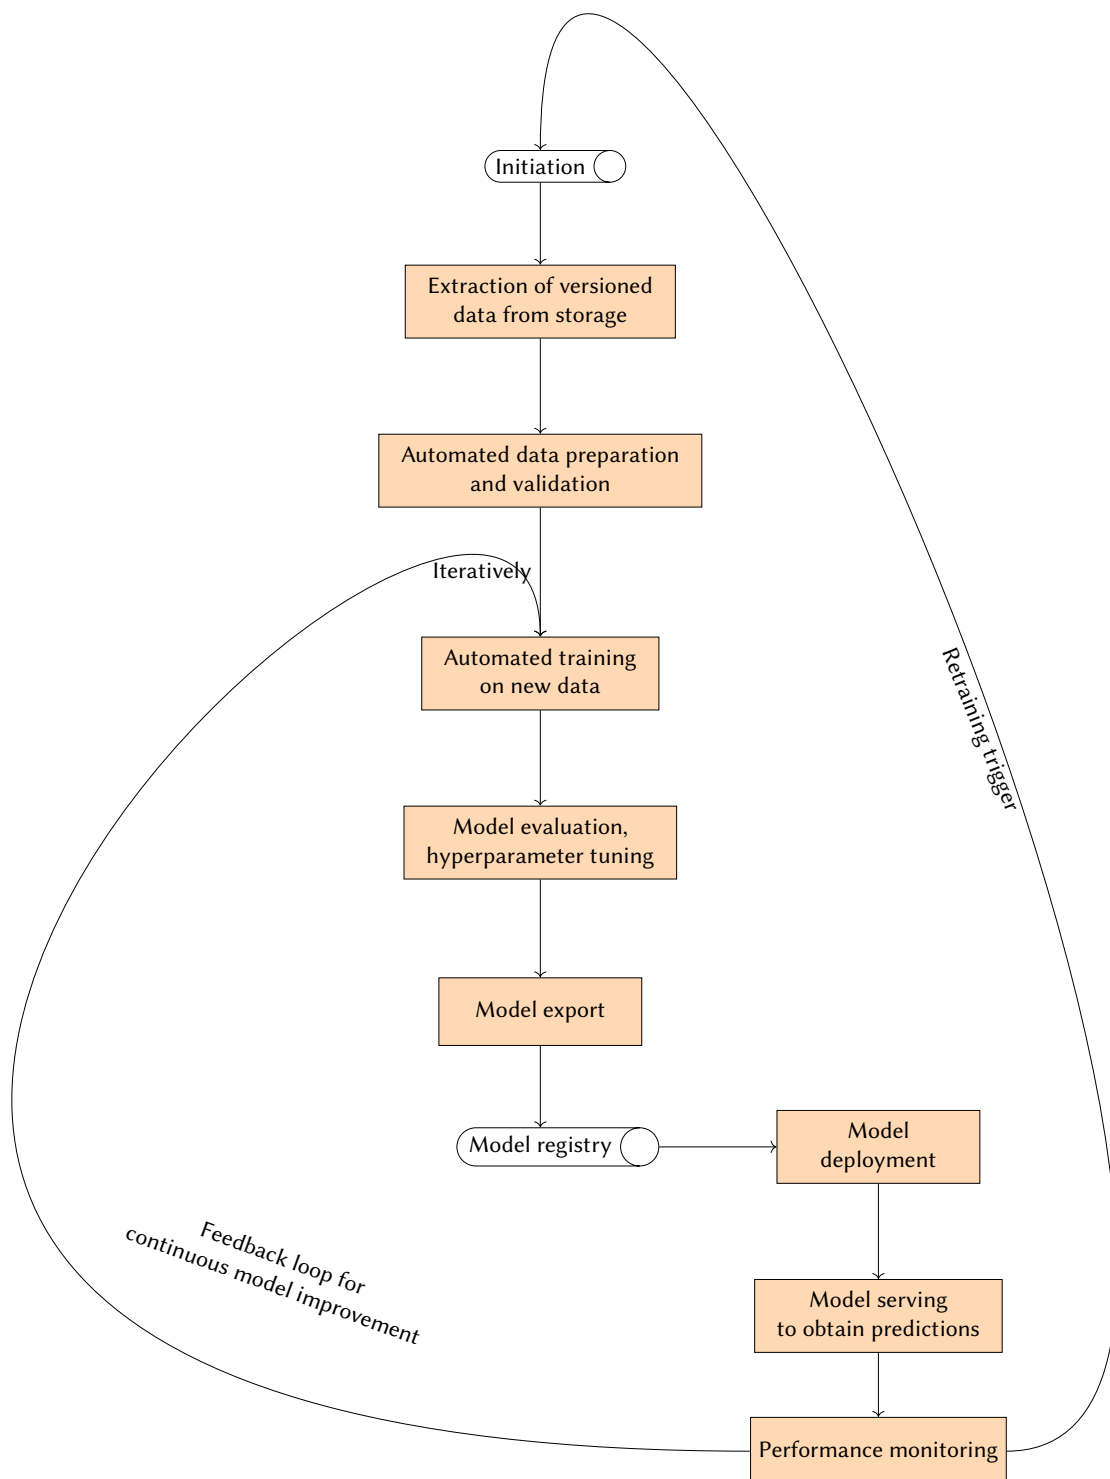 Initiation
Extraction of versioned
data from storage
Automated data preparation
and validation
Iteratively
Automated training
on new data
Retraining trigger
Model evaluation,
hyperparameter tuning
Model export
Model registry
Model
deployment
Feedback loop for
continuous model improvement
Model serving
to obtain predictions
Performance monitoring